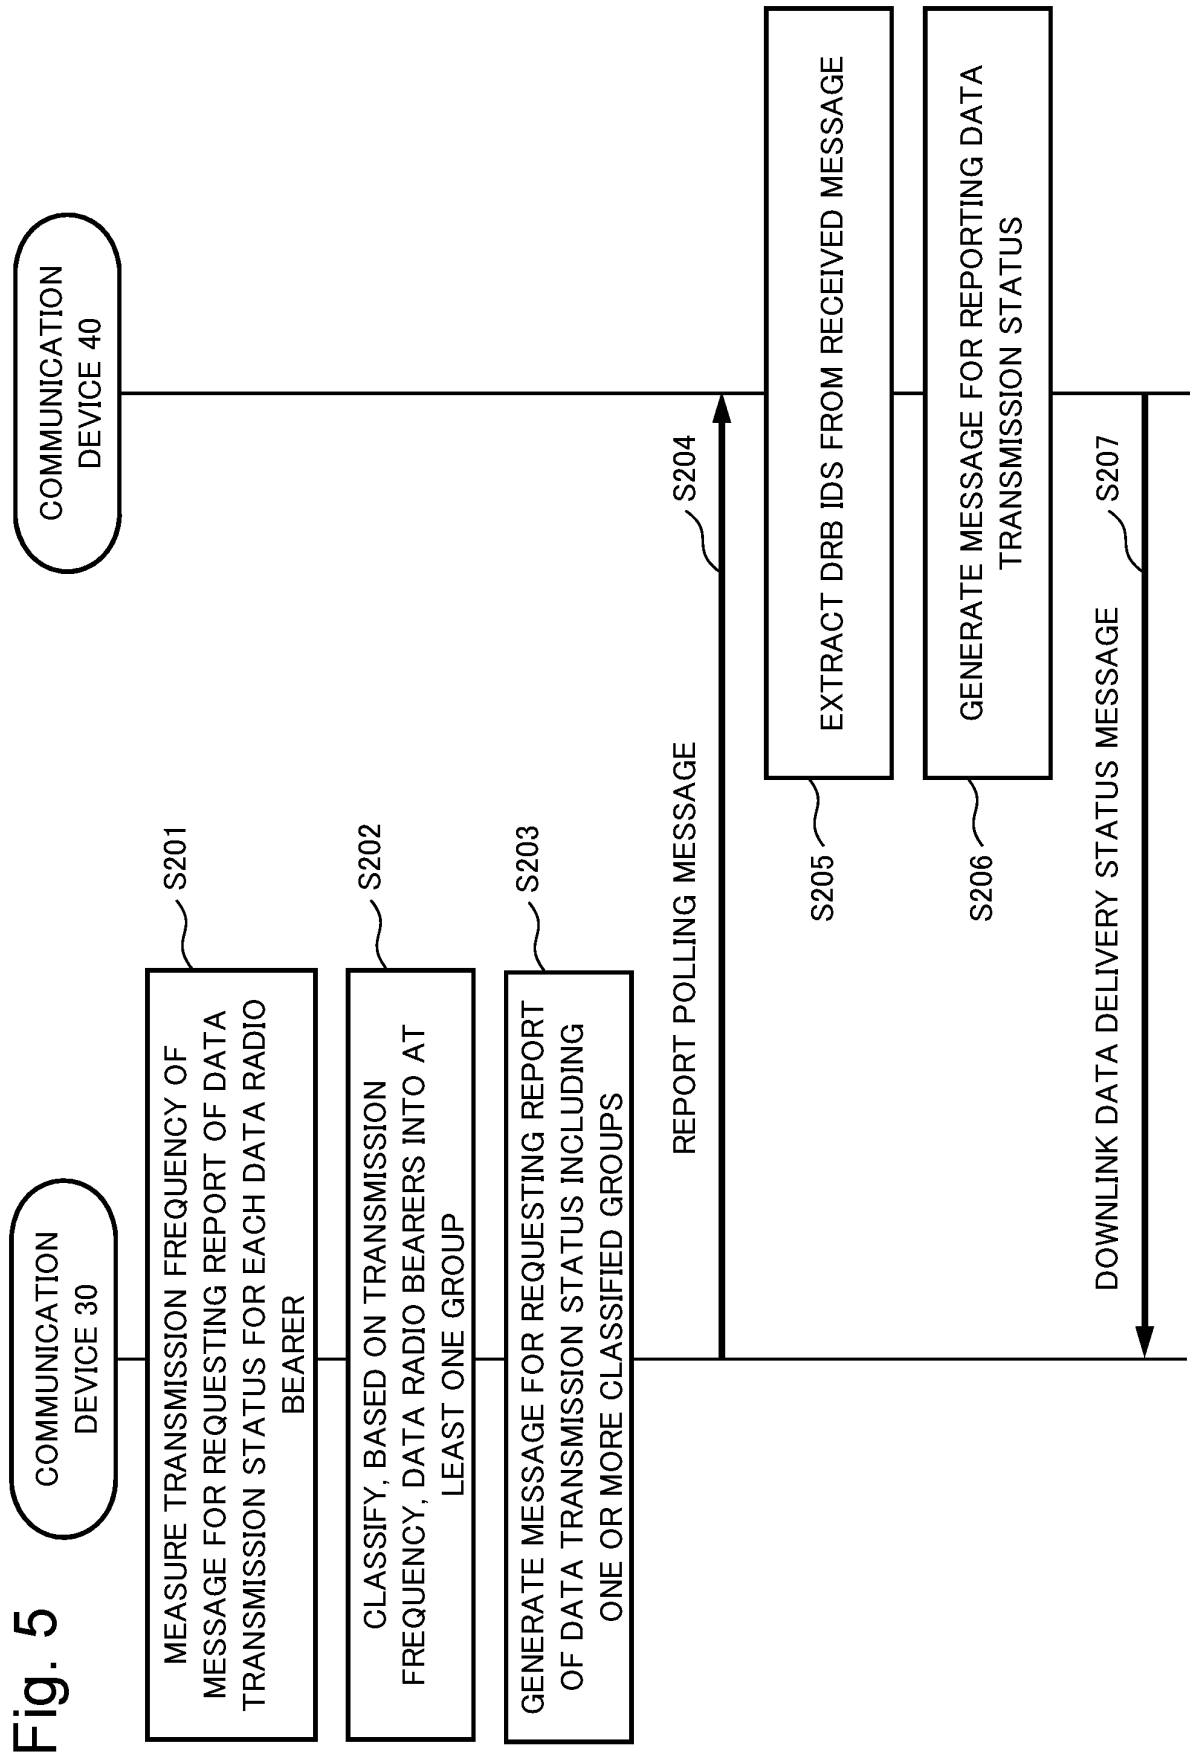 Fig. 5
COMMUNICATION
DEVICE 30
COMMUNICATION
DEVICE 40
MEASURE TRANSMISSION FREQUENCY OF
MESSAGE FOR REQUESTING REPORT OF DATA
TRANSMISSION STATUS FOR EACH DATA RADIO
BEARER
S201
CLASSIFY, BASED ON TRANSMISSION
FREQUENCY, DATA RADIO BEARERS INTO AT
LEAST ONE GROUP
S202
GENERATE MESSAGE FOR REQUESTING REPORT
OF DATA TRANSMISSION STATUS INCLUDING
ONE OR MORE CLASSIFIED GROUPS
S203
REPORT POLLING MESSAGE
S204
S205
EXTRACT DRB IDS FROM RECEIVED MESSAGE
S206
GENERATE MESSAGE FOR REPORTING DATA
TRANSMISSION STATUS
DOWNLINK DATA DELIVERY STATUS MESSAGE
S207